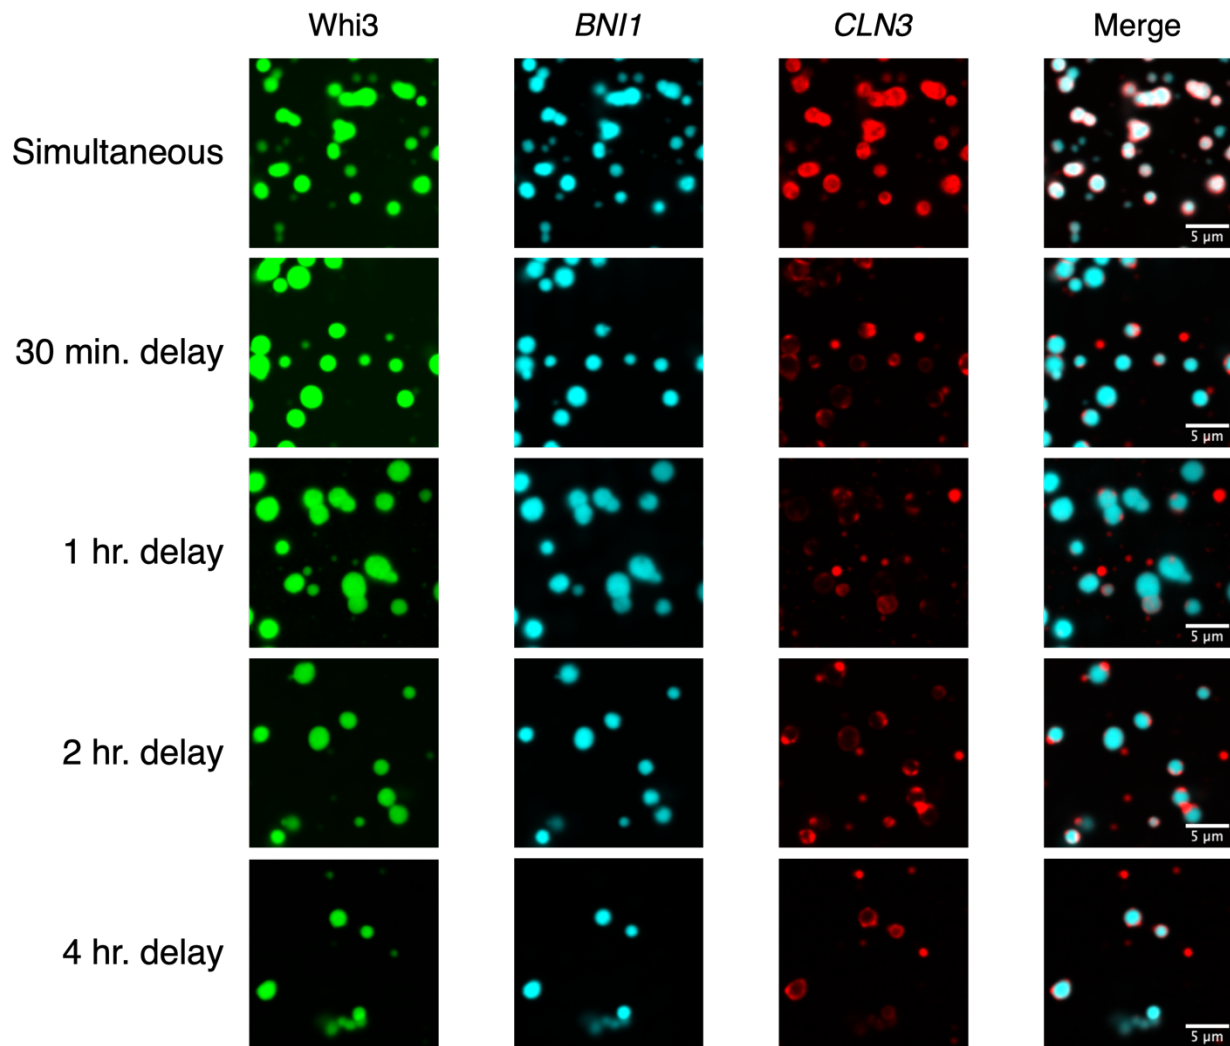 Whi3 BNI1 CLN3 Merge
Simultaneous
5 µm
30 min. delay
5 µm
1 hr. delay
5 µm
2 hr. delay
5 µm
4 hr. delay
5 µm